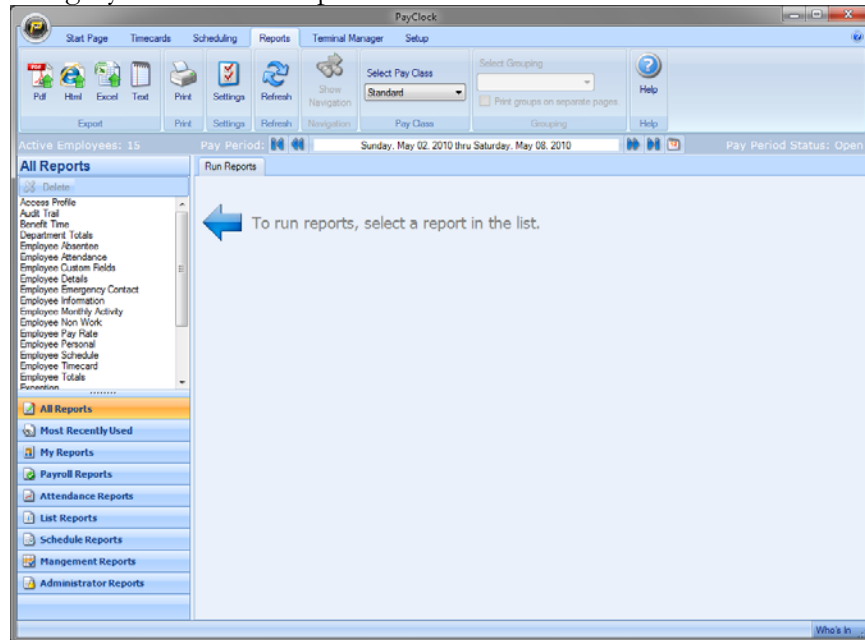 PayClock
Start Page Timecards Scheduling Reports Terminal Manager Setup
Pdf Html Excel Text Print Settings Refresh Show Navigation Select Pay Class Standard Select Grouping Print groups on separate pages. Help
Export Print Settings Refresh Navigation Pay Class Grouping Help
Active Employees: 15 Pay Period: Sunday, May 02, 2010 thru Saturday, May 08, 2010 Pay Period Status: Open
All Reports
Run Reports
Delete
To run reports, select a report in the list.
Access Profile
Audit Trail
Benefit Time
Department Totals
Employee Absentee
Employee Attendance
Employee Custom Fields
Employee Details
Employee Emergency Contact
Employee Information
Employee Monthly Activity
Employee Non Work
Employee Pay Rate
Employee Personal
Employee Schedule
Employee Timecard
Employee Totals
Exception
All Reports
Most Recently Used
My Reports
Payroll Reports
Attendance Reports
List Reports
Schedule Reports
Mangement Reports
Administrator Reports
Who's In